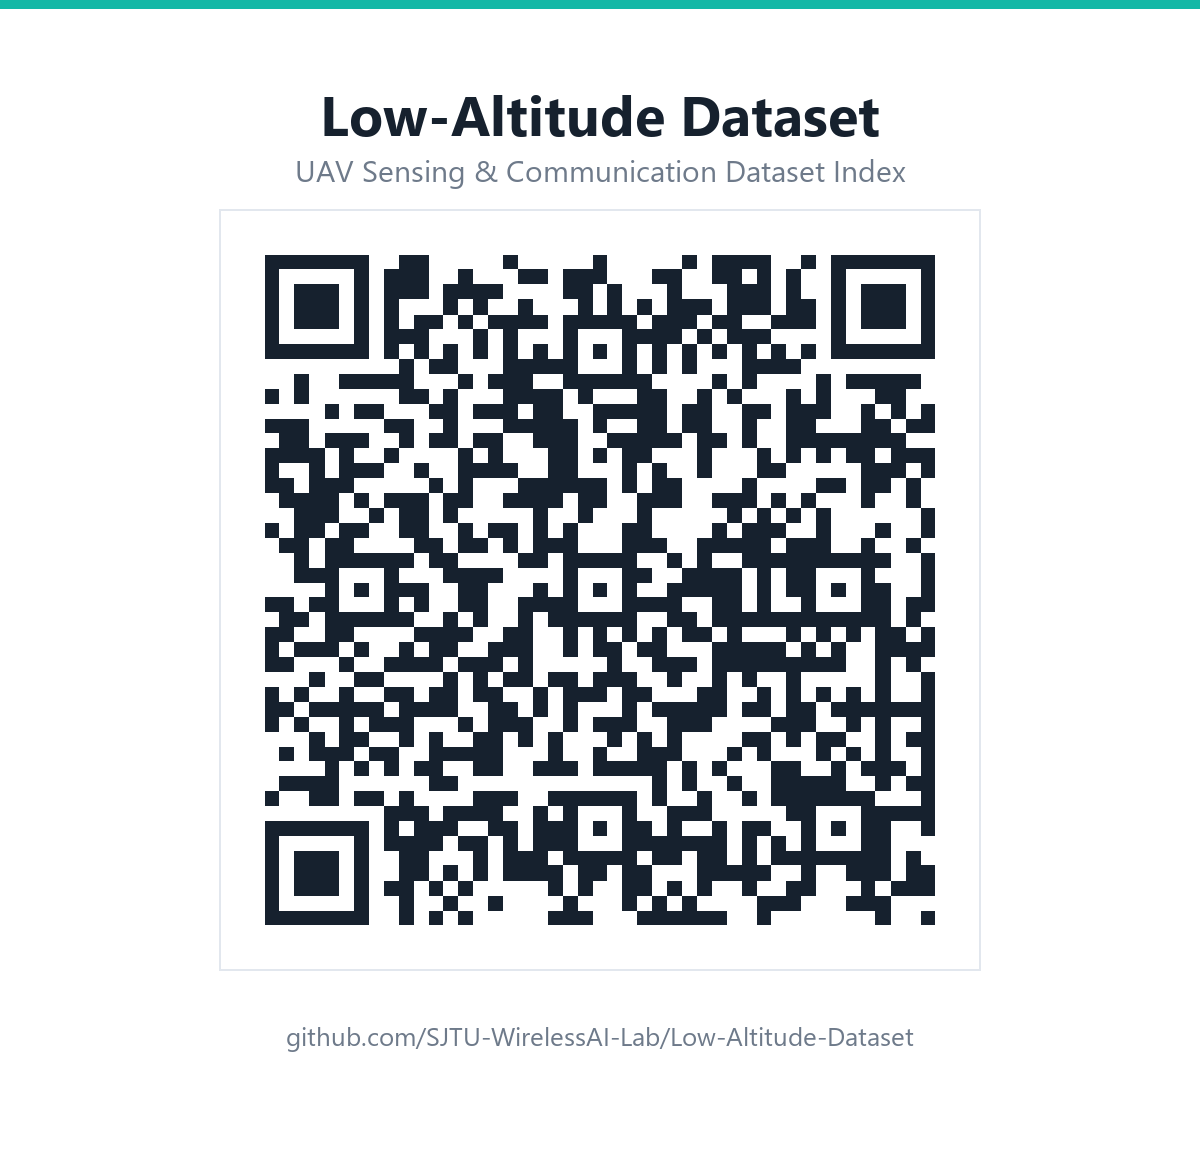 Low-Altitude Dataset
UAV Sensing & Communication Dataset Index
github.com/SJTU-WirelessAI-Lab/Low-Altitude-Dataset